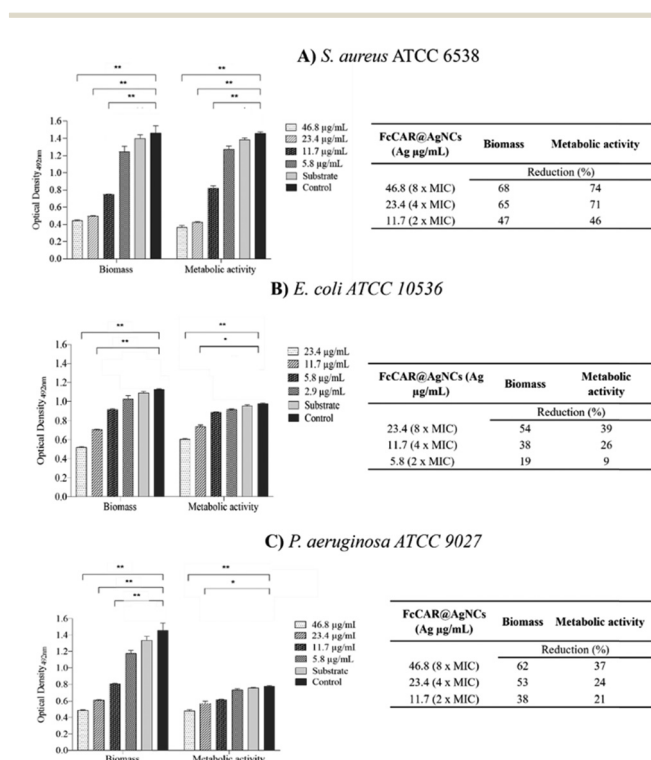 A) S. aureus ATCC 6538
** **
** **
** **
Optical Density 492nm
1.6
1.4
1.2
1.0
0.8
0.6
0.4
0.2
0.0
Biomass Metabolic activity
46.8 µg/mL
23.4 µg/mL
11.7 µg/mL
5.8 µg/mL
Substrate
Control
FcCAR@AgNCs (Ag µg/mL) Biomass Metabolic activity
Reduction (%)
46.8 (8 x MIC) 68 74
23.4 (4 x MIC) 65 71
11.7 (2 x MIC) 47 46
B) E. coli ATCC 10536
** **
** *
Optical Density 492nm
1.6
1.4
1.2
1.0
0.8
0.6
0.4
0.2
0.0
Biomass Metabolic activity
23.4 µg/mL
11.7 µg/mL
5.8 µg/mL
2.9 µg/mL
Substrate
Control
FcCAR@AgNCs (Ag
µg/mL) Biomass Metabolic
activity
Reduction (%)
23.4 (8 x MIC) 54 39
11.7 (4 x MIC) 38 26
5.8 (2 x MIC) 19 9
C) P. aeruginosa ATCC 9027
** **
** *
**
Optical Density 492nm
1.6
1.4
1.2
1.0
0.8
0.6
0.4
0.2
0.0
Biomass Metabolic activity
46.8 µg/ml
23.4 µg/ml
11.7 µg/ml
5.8 µg/mL
Substrate
Control
FcCAR@AgNCs
(Ag µg/mL) Biomass Metabolic activity
Reduction (%)
46.8 (8 x MIC) 62 37
23.4 (4 x MIC) 53 24
11.7 (2 x MIC) 38 21